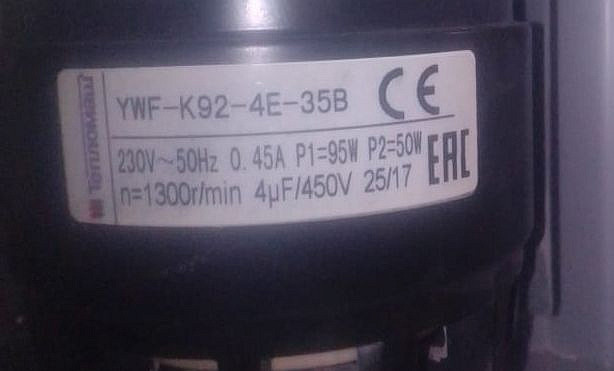 Тепломаш
YWF-K92-4E-35B CE
230V~50Hz 0.45A P1=95W P2=50W EAC
n=1300r/min 4µF/450V 25/17